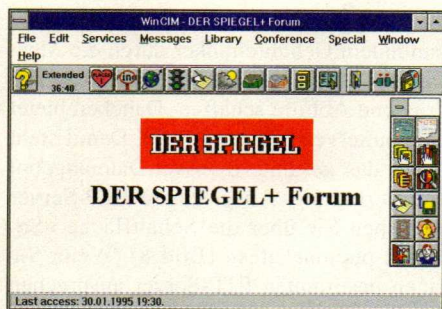 WinCIM - DER SPIEGEL+ Forum
File Edit Services Messages Library Conference Special Window
Help
Extended
36:40
DER SPIEGEL
DER SPIEGEL+ Forum
Last access: 30.01.1995 19:30.